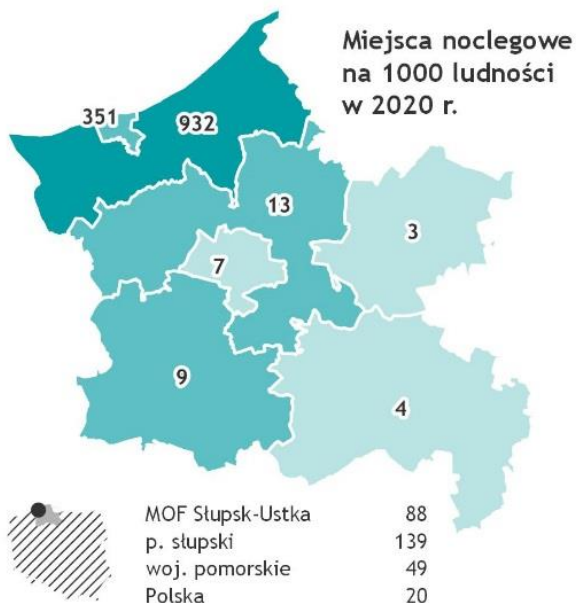 Miejsca noclegowe
na 1000 ludności
w 2020 r.
351
932
13
3
7
9
4
MOF Słupsk-Ustka 88
p. słupski 139
woj. pomorskie 49
Polska 20